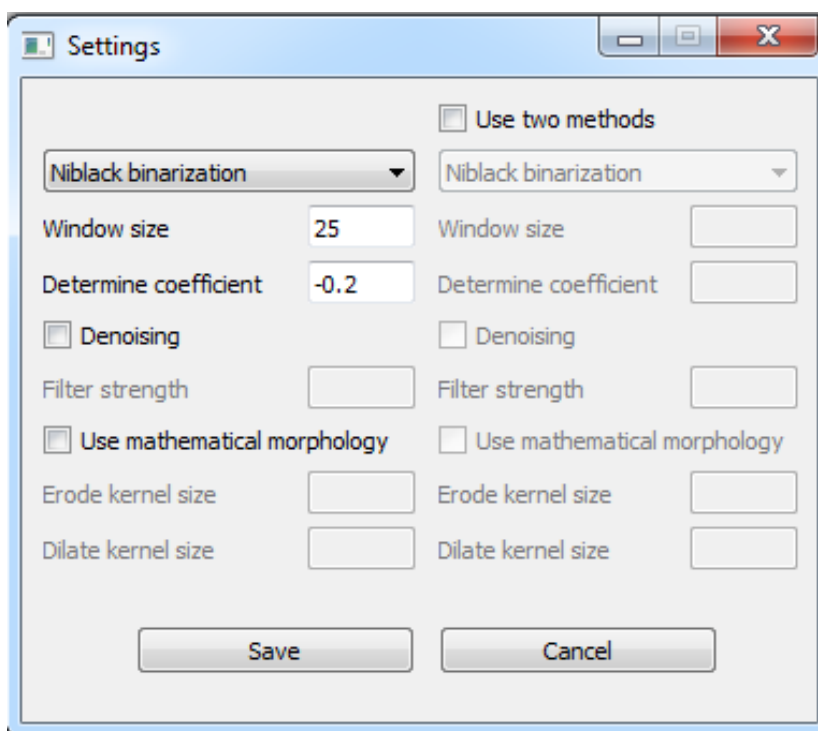 Settings
Use two methods
Niblack binarization Niblack binarization
Window size 25 Window size
Determine coefficient -0.2 Determine coefficient
Denoising Denoising
Filter strength Filter strength
Use mathematical morphology Use mathematical morphology
Erode kernel size Erode kernel size
Dilate kernel size Dilate kernel size
Save Cancel